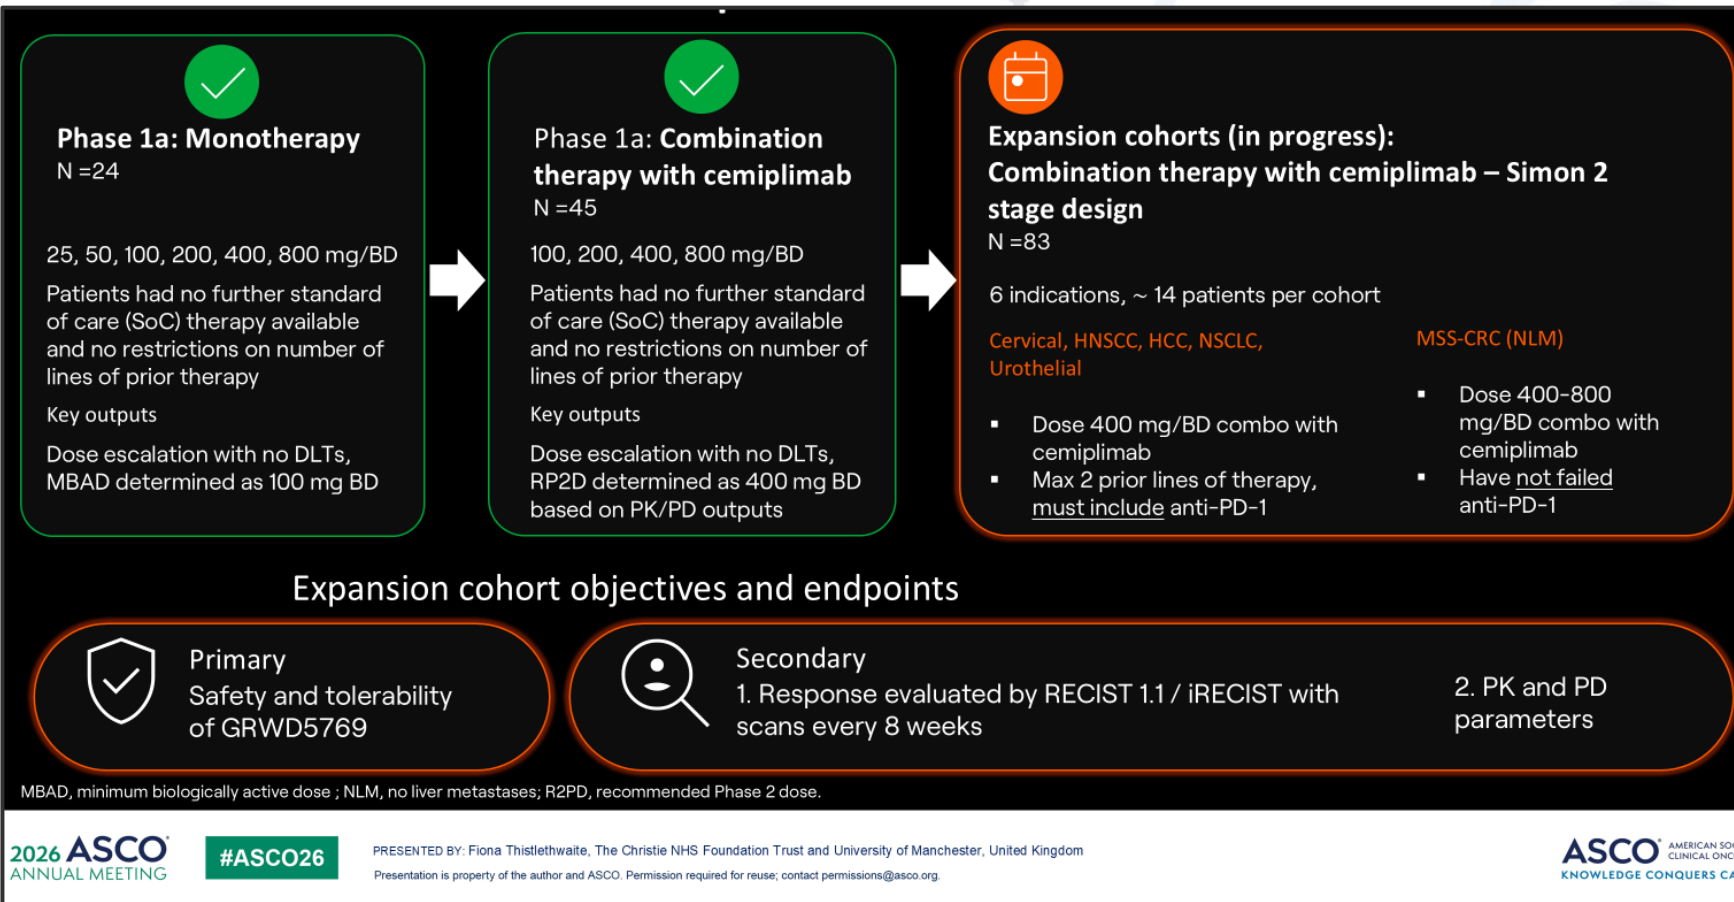 Phase 1a: Monotherapy
N =24
25, 50, 100, 200, 400, 800 mg/BD
Patients had no further standard
of care (SoC) therapy available
and no restrictions on number of
lines of prior therapy
Key outputs
Dose escalation with no DLTs,
MBAD determined as 100 mg BD
Phase 1a: Combination
therapy with cemiplimab
N =45
100, 200, 400, 800 mg/BD
Patients had no further standard
of care (SoC) therapy available
and no restrictions on number of
lines of prior therapy
Key outputs
Dose escalation with no DLTs,
RP2D determined as 400 mg BD
based on PK/PD outputs
Expansion cohorts (in progress):
Combination therapy with cemiplimab – Simon 2
stage design
N =83
6 indications, ~ 14 patients per cohort
Cervical, HNSCC, HCC, NSCLC,
Urothelial
▪ Dose 400 mg/BD combo with
cemiplimab
▪ Max 2 prior lines of therapy,
must include anti-PD-1
MSS-CRC (NLM)
▪ Dose 400-800
mg/BD combo with
cemiplimab
▪ Have not failed
anti-PD-1
Expansion cohort objectives and endpoints
Primary
Safety and tolerability
of GRWD5769
Secondary
1. Response evaluated by RECIST 1.1 / iRECIST with
scans every 8 weeks
2. PK and PD
parameters
MBAD, minimum biologically active dose ; NLM, no liver metastases; R2PD, recommended Phase 2 dose.
2026 ASCO®
ANNUAL MEETING
#ASCO26
PRESENTED BY: Fiona Thistlethwaite, The Christie NHS Foundation Trust and University of Manchester, United Kingdom
Presentation is property of the author and ASCO. Permission required for reuse; contact permissions@asco.org.
ASCO® AMERICAN SOC
CLINICAL ONC
KNOWLEDGE CONQUERS CA